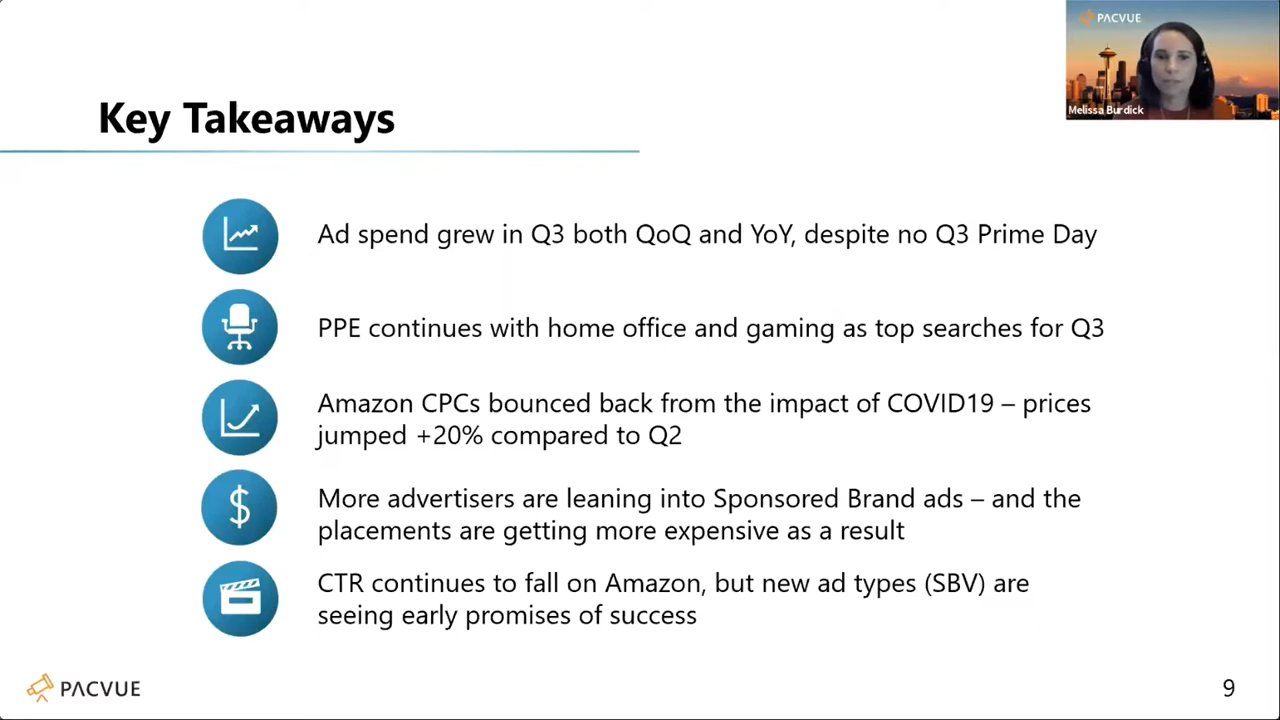 PACVUE
Melissa Burdick
Key Takeaways
Ad spend grew in Q3 both QoQ and YoY, despite no Q3 Prime Day
PPE continues with home office and gaming as top searches for Q3
Amazon CPCs bounced back from the impact of COVID19 – prices
jumped +20% compared to Q2
$
More advertisers are leaning into Sponsored Brand ads – and the
placements are getting more expensive as a result
CTR continues to fall on Amazon, but new ad types (SBV) are
seeing early promises of success
PACVUE
9